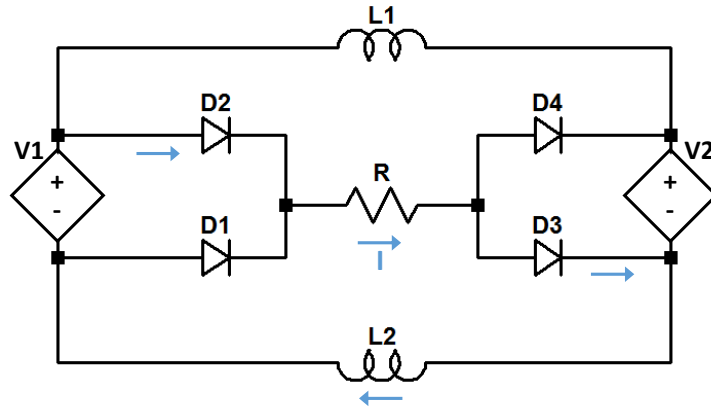 L1
D2
D4
V1
V2
+
-
R
+
-
D1
D3
I
L2